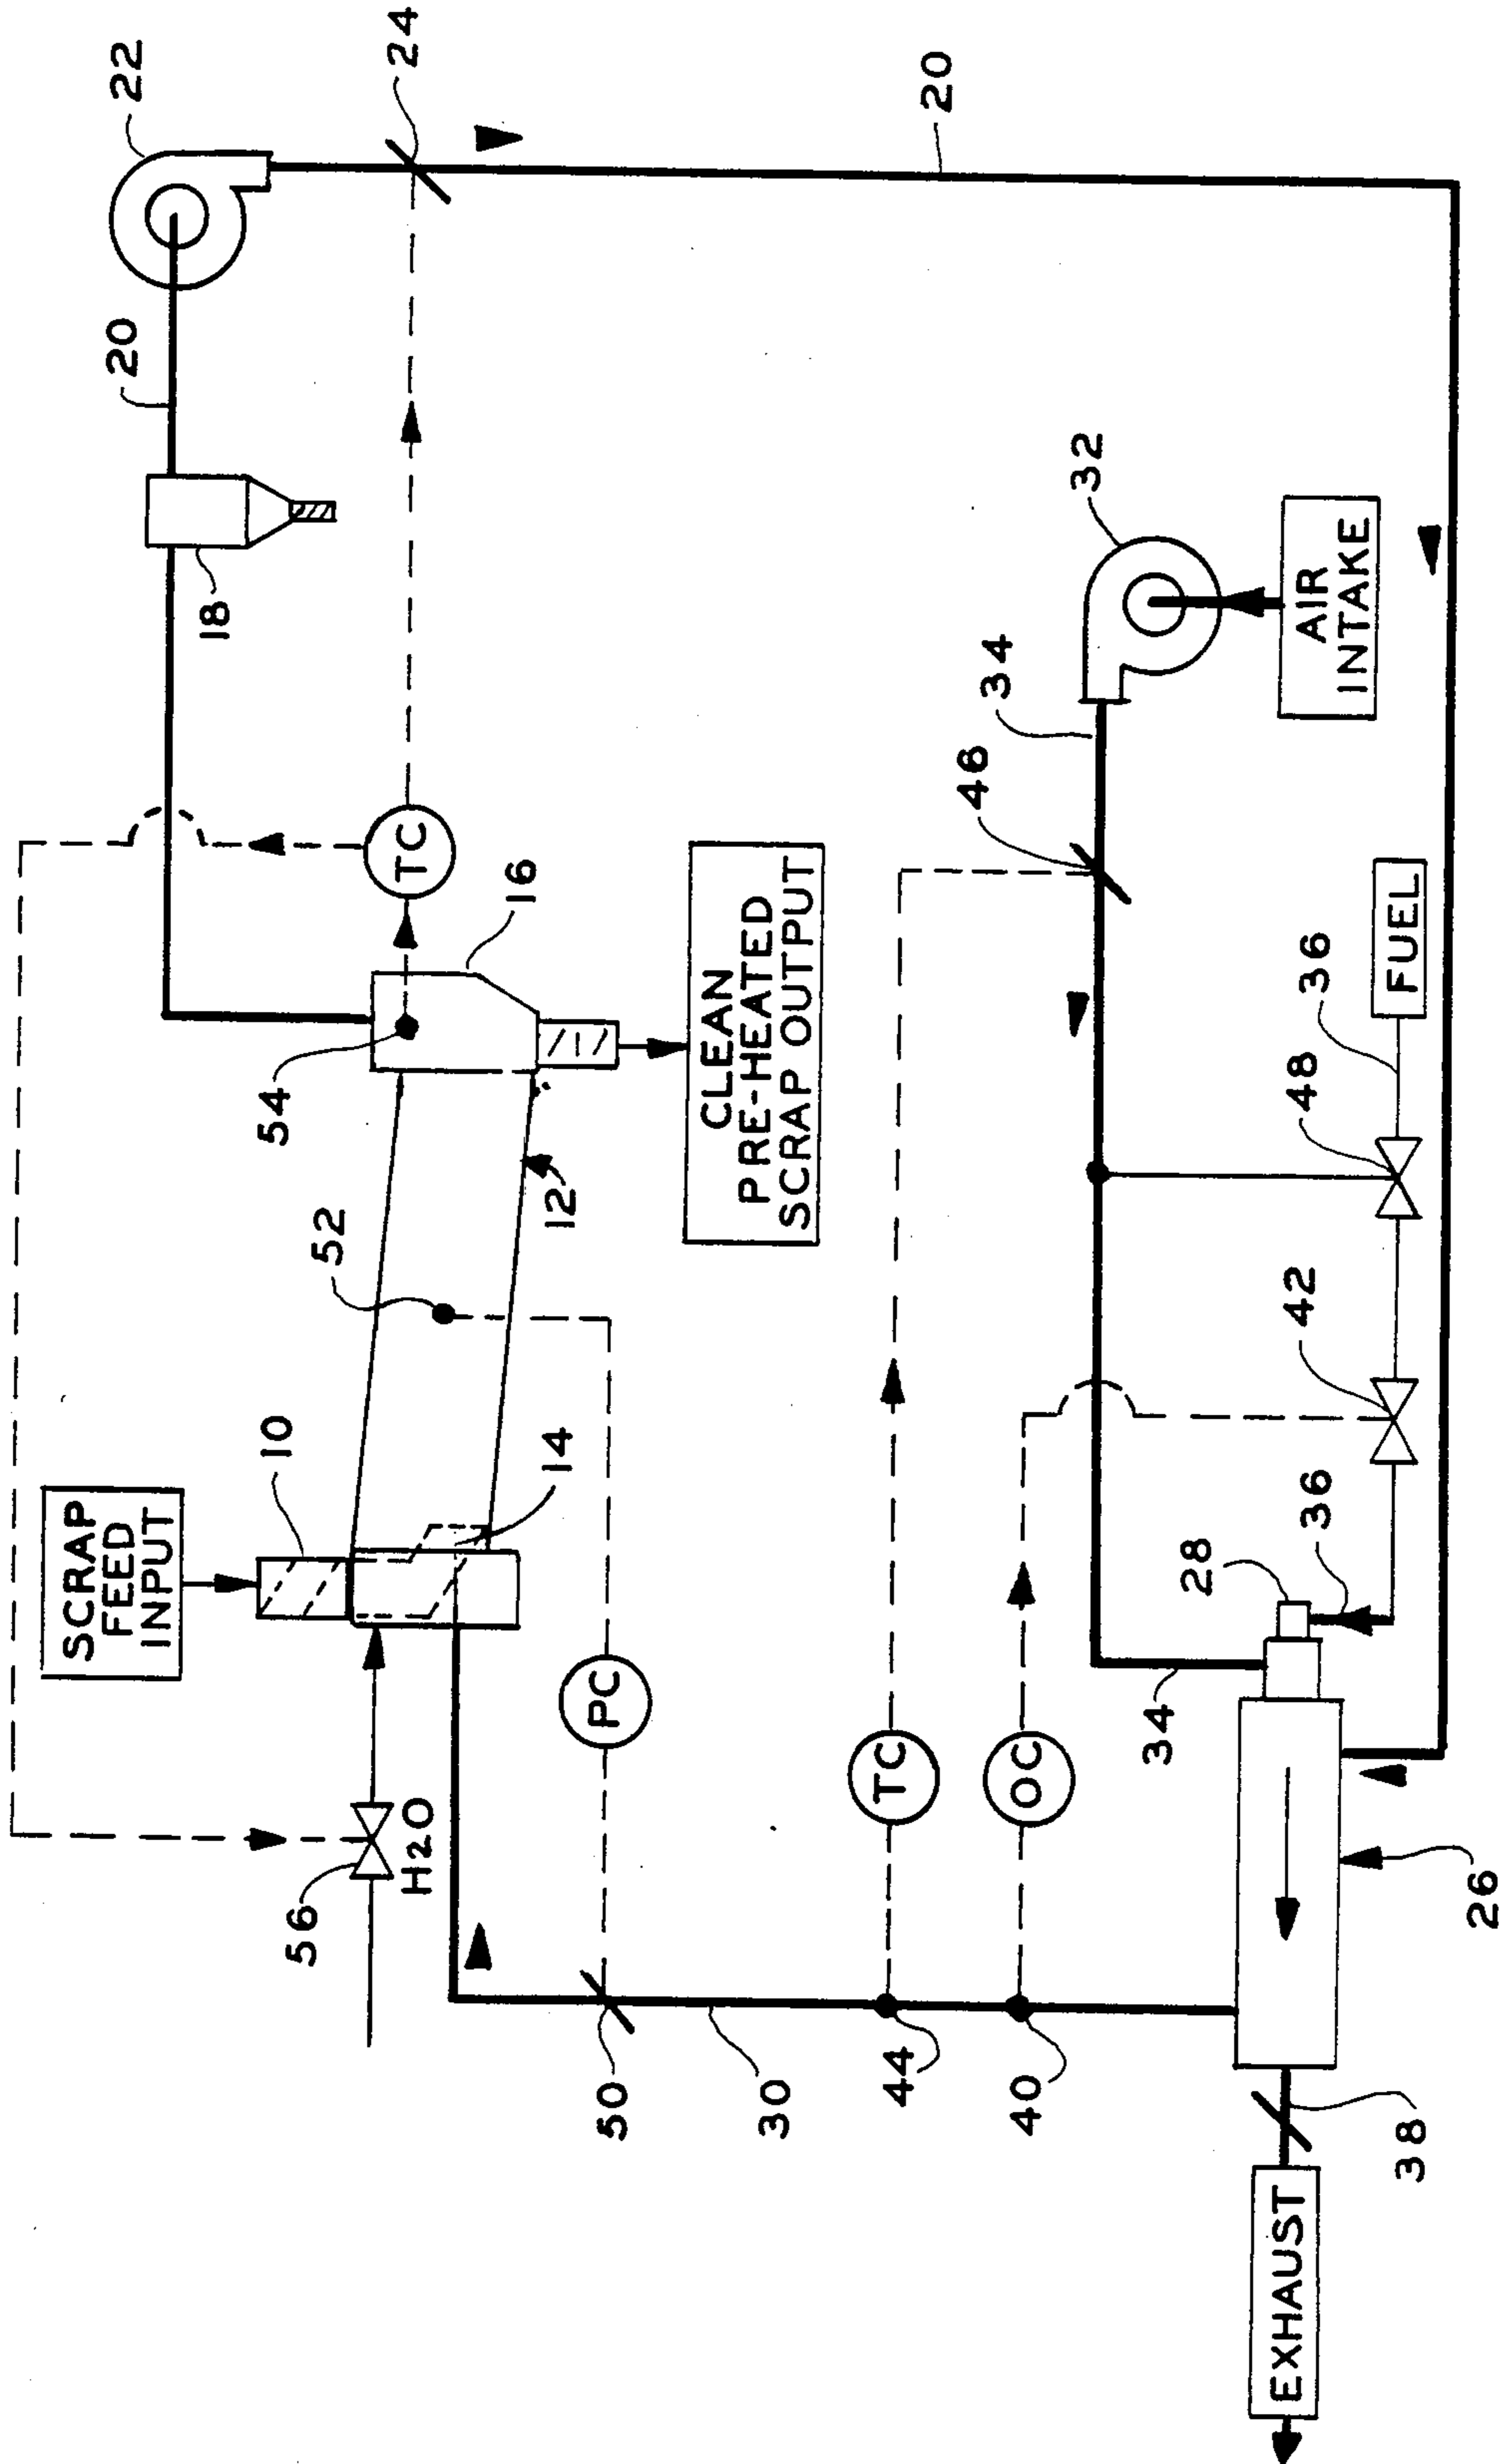 SCRAP
FEED
INPUT
10
12
14
16
CLEAN
PRE-HEATED
SCRAP OUTPUT
18
20
22
24
20
52
54
TC
56
H2O
PC
50
30
44
40
TC
OC
46
34
32
AIR
INTAKE
FUEL
36
48
42
36
28
34
26
38
EXHAUST